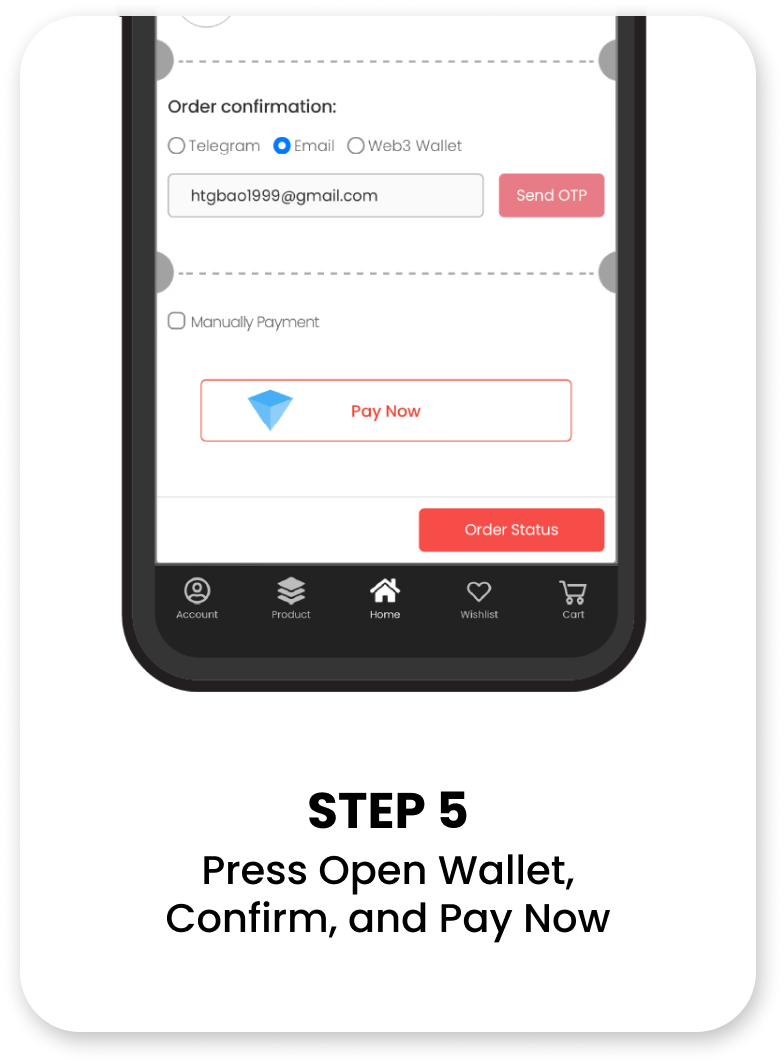 Order confirmation:
Telegram Email Web3 Wallet
htgbao1999@gmail.com Send OTP
Manually Payment
Pay Now
Order Status
Account Product Home Wishlist Cart
STEP 5
Press Open Wallet,
Confirm, and Pay Now